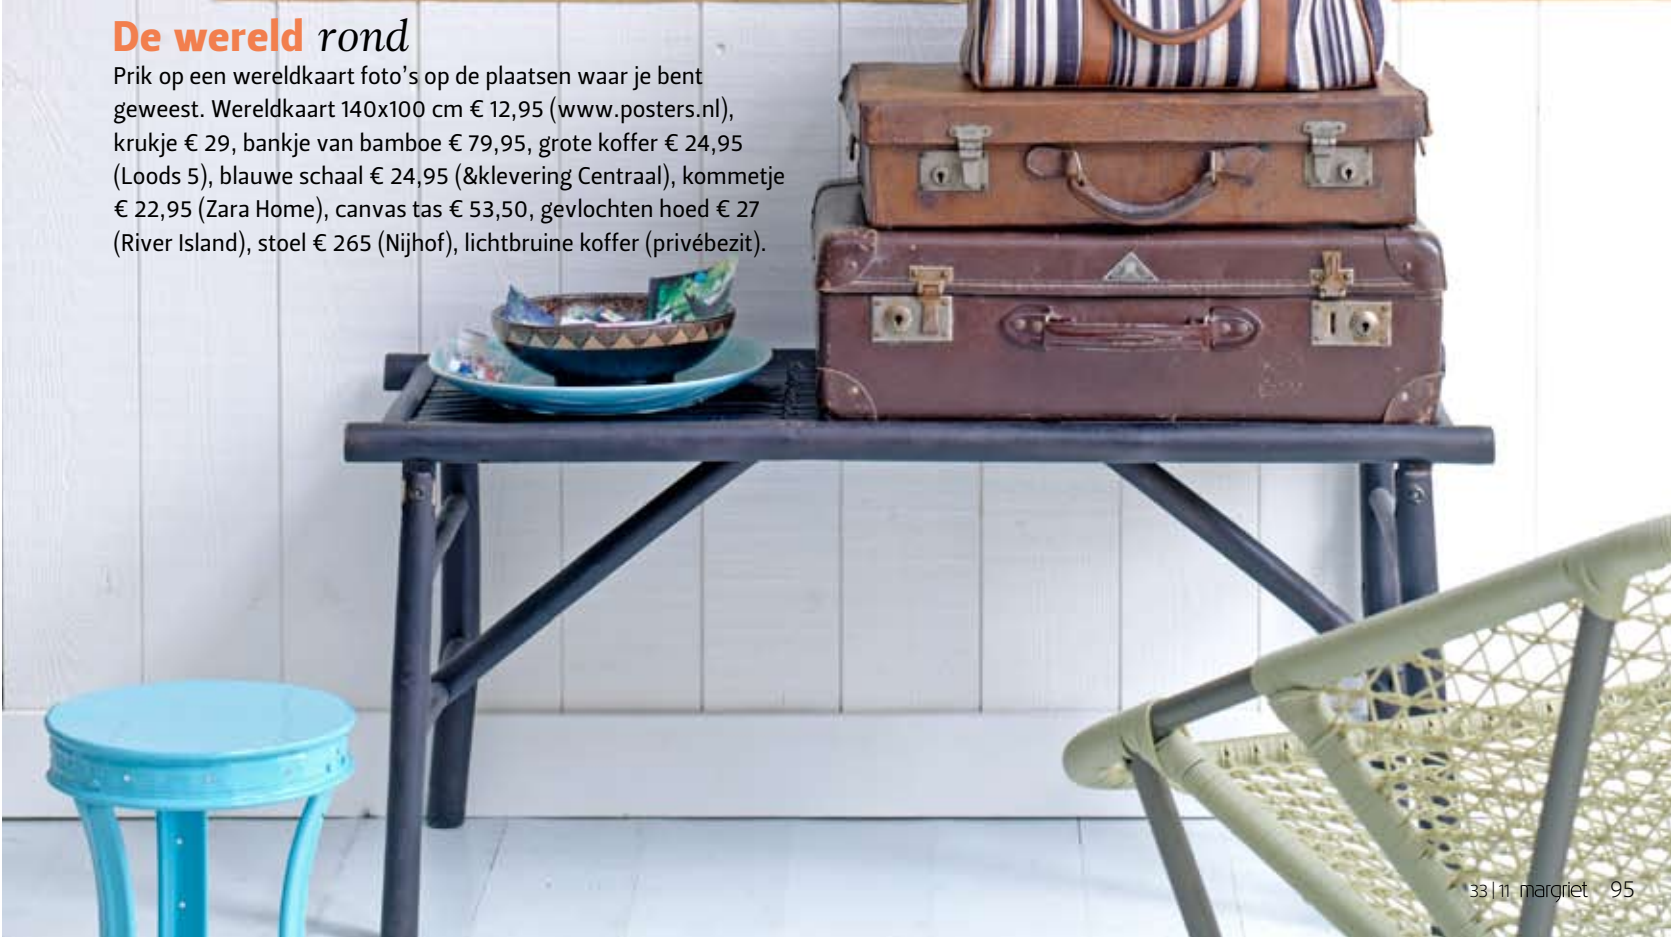 De wereld rond
Prik op een wereldkaart foto’s op de plaatsen waar je bent
geweest. Wereldkaart 140x100 cm € 12,95 (www.posters.nl),
krukje € 29, bankje van bamboe € 79,95, grote koffer € 24,95
(Loods 5), blauwe schaal € 24,95 (&klevering Centraal), kommetje
€ 22,95 (Zara Home), canvas tas € 53,50, gevlochten hoed € 27
(River Island), stoel € 265 (Nijhof), lichtbruine koffer (privébezit).
33|11 margriet 95